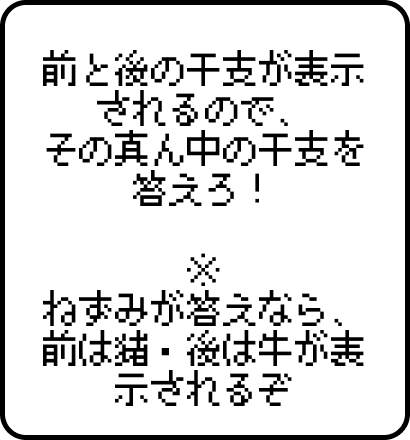 前と後の干支が表示
されるので、
その真ん中の干支を
答えろ！
※
ねずみが答えなら、
前は猪・後は牛が表
示されるぞ